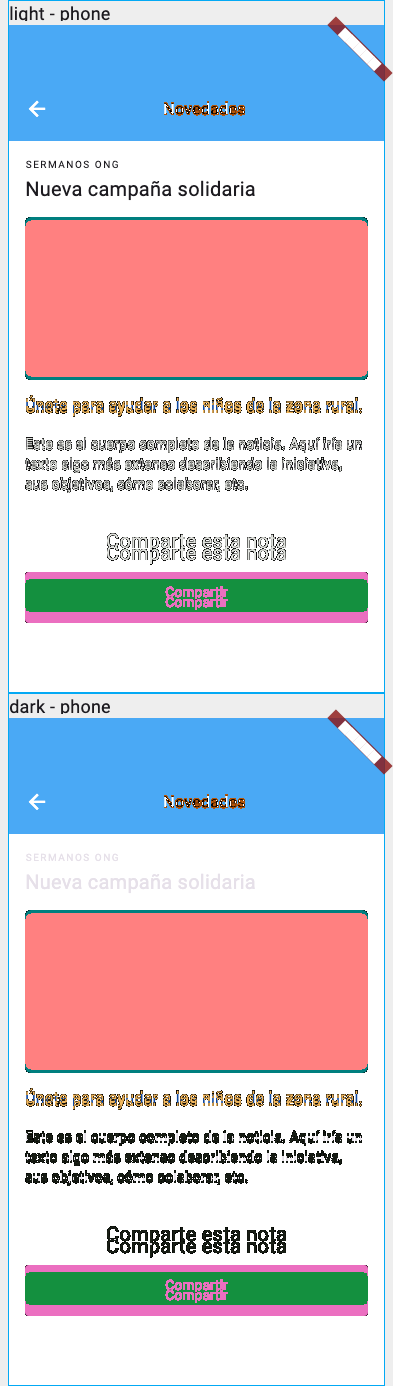 light - phone
Novedades
SERMANOS ONG
Nueva campaña solidaria
Únete para ayudar a los niños de la zona rural.
Este es el cuerpo completo de la noticia. Aquí iría un
texto algo más extenso describiendo la iniciativa,
sus objetivos, cómo colaborar, etc.
Comparte esta nota
Comparte esta nota
Compartir
Compartir
dark - phone
Novedades
SERMANOS ONG
Nueva campaña solidaria
Únete para ayudar a los niños de la zona rural.
Este es el cuerpo completo de la noticia. Aquí iría un
texto algo más extenso describiendo la iniciativa,
sus objetivos, cómo colaborar, etc.
Comparte esta nota
Comparte esta nota
Compartir
Compartir